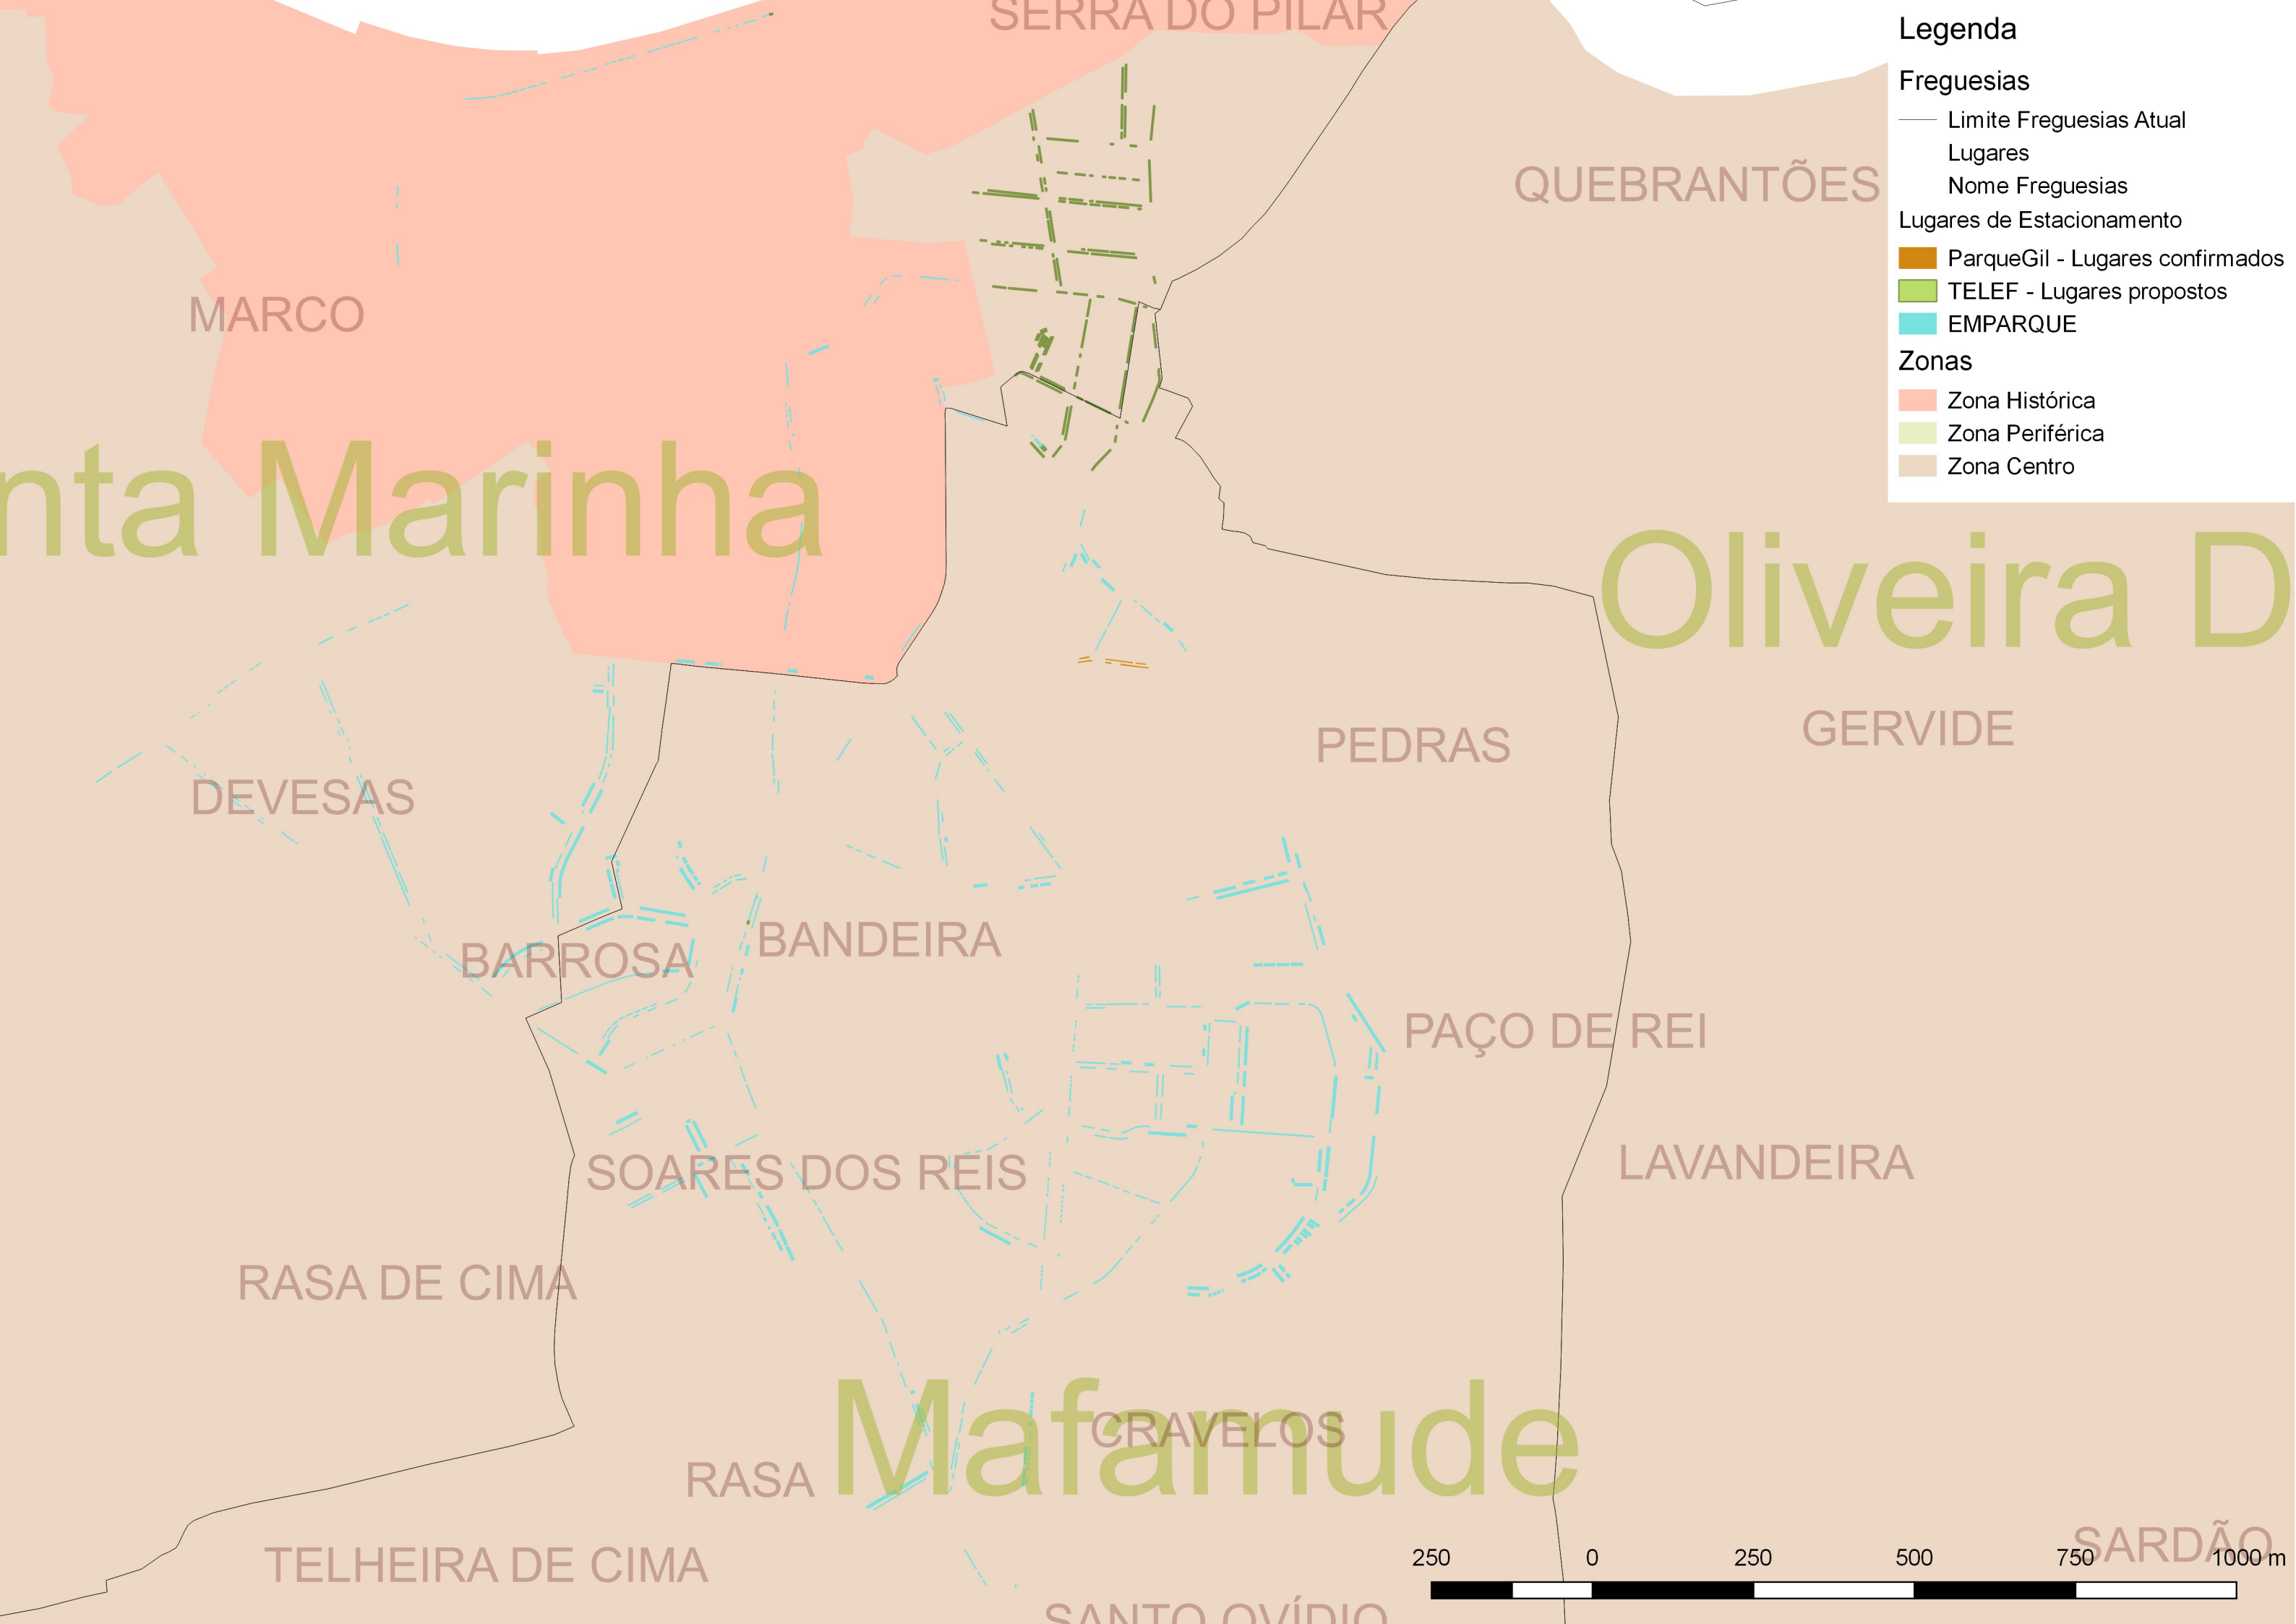 SERRA DO PILAR
Legenda
Freguesias
Limite Freguesias Atual
Lugares
Nome Freguesias
Lugares de Estacionamento
ParqueGil - Lugares confirmados
TELEF - Lugares propostos
EMPARQUE
Zonas
Zona Histórica
Zona Periférica
Zona Centro
QUEBRANTÕES
MARCO
nta Marinha
Oliveira D
PEDRAS
GERVIDE
DEVESAS
BARROSA
BANDEIRA
PAÇO DE REI
SOARES DOS REIS
LAVANDEIRA
RASA DE CIMA
Mafamude
CRAVELOS
RASA
TELHEIRA DE CIMA
SARDÃO
250 0 250 500 750 1000 m
SANTO OVÍDIO